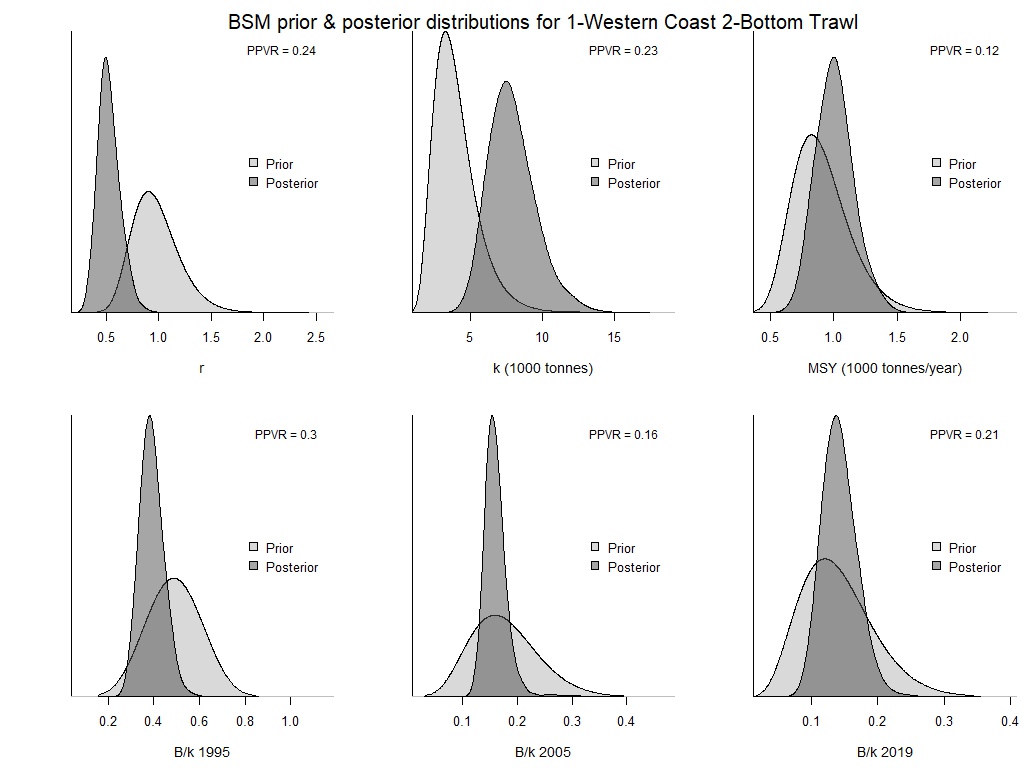 BSM prior & posterior distributions for 1-Western Coast 2-Bottom Trawl
PPVR = 0.24
Prior
Posterior
0.5 1.0 1.5 2.0 2.5
r
PPVR = 0.23
Prior
Posterior
5 10 15
k (1000 tonnes)
PPVR = 0.12
Prior
Posterior
0.5 1.0 1.5 2.0
MSY (1000 tonnes/year)
PPVR = 0.3
Prior
Posterior
0.2 0.4 0.6 0.8 1.0
B/k 1995
PPVR = 0.16
Prior
Posterior
0.1 0.2 0.3 0.4
B/k 2005
PPVR = 0.21
Prior
Posterior
0.1 0.2 0.3 0.4
B/k 2019